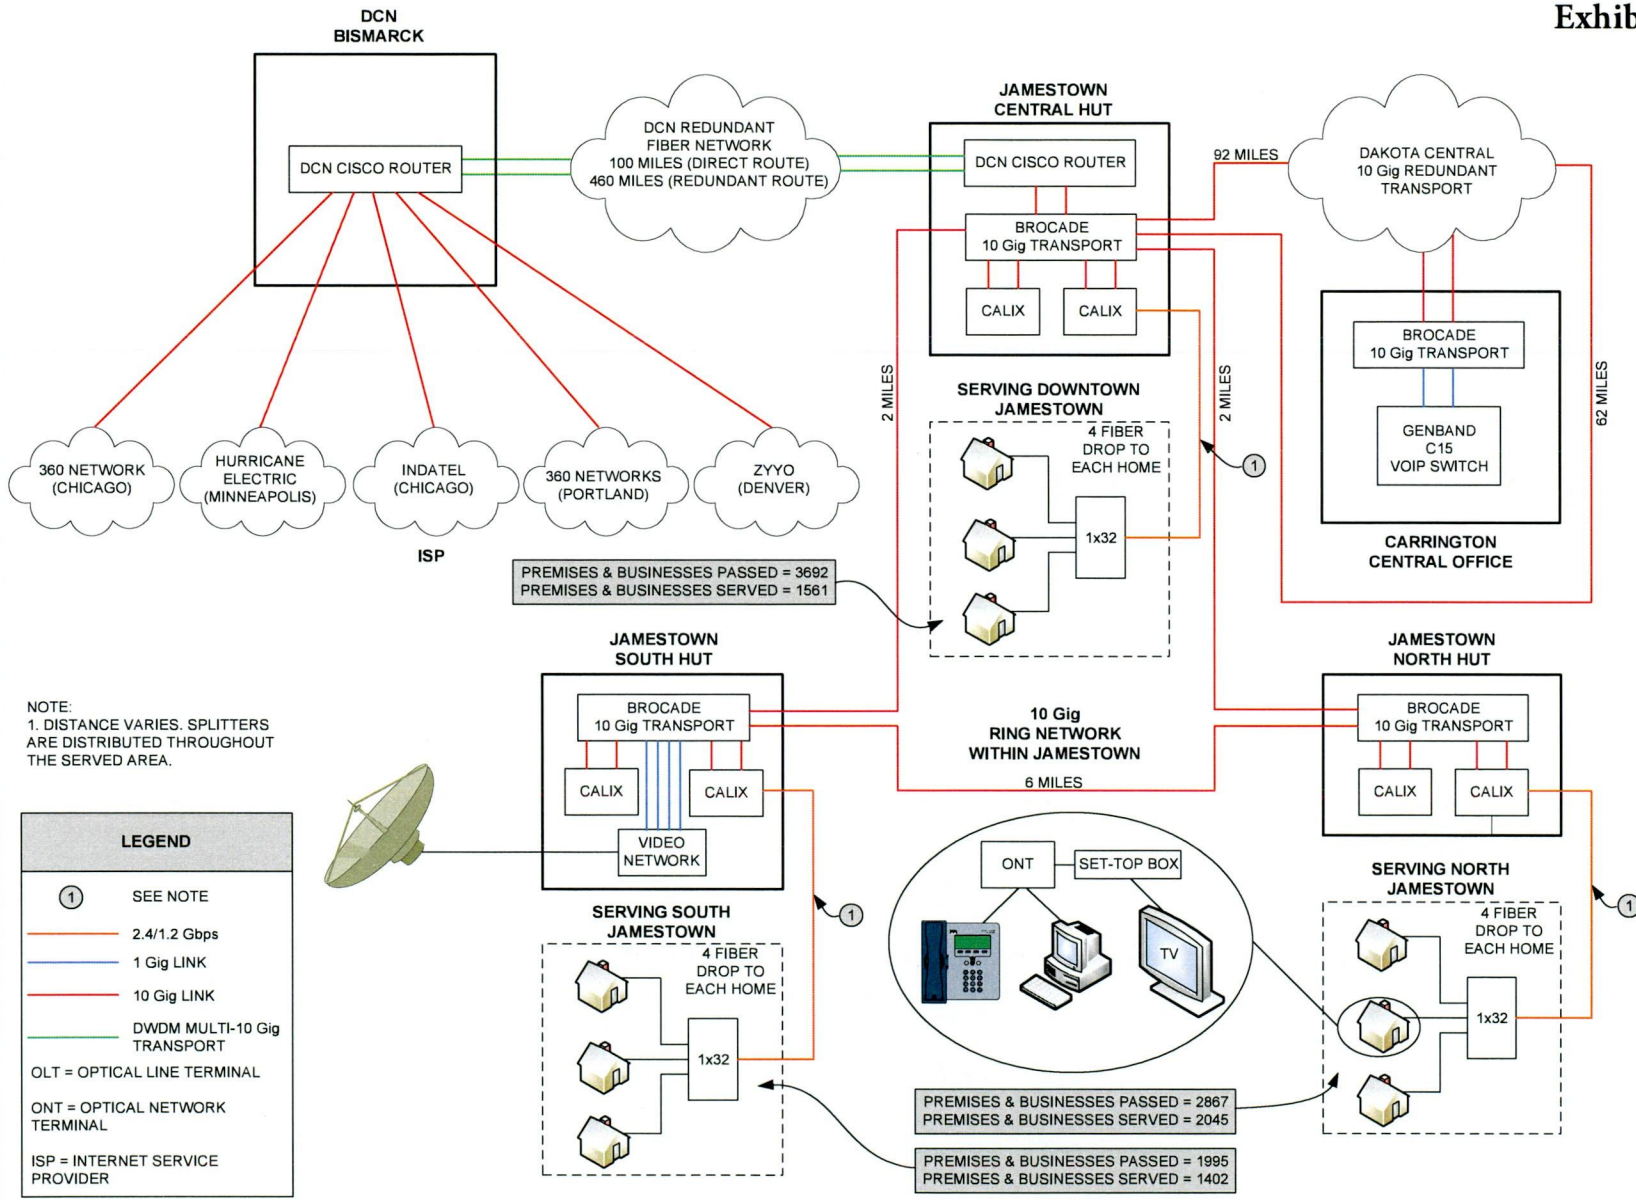 Exhib
DCN
BISMARCK
DCN CISCO ROUTER
DCN REDUNDANT
FIBER NETWORK
100 MILES (DIRECT ROUTE)
460 MILES (REDUNDANT ROUTE)
JAMESTOWN
CENTRAL HUT
DCN CISCO ROUTER
BROCADE
10 Gig TRANSPORT
CALIX
CALIX
92 MILES
DAKOTA CENTRAL
10 Gig REDUNDANT
TRANSPORT
BROCADE
10 Gig TRANSPORT
GENBAND
C15
VOIP SWITCH
CARRINGTON
CENTRAL OFFICE
62 MILES
2 MILES
2 MILES
360 NETWORK
(CHICAGO)
HURRICANE
ELECTRIC
(MINNEAPOLIS)
INDATEL
(CHICAGO)
360 NETWORKS
(PORTLAND)
ZYYO
(DENVER)
ISP
SERVING DOWNTOWN
JAMESTOWN
4 FIBER
DROP TO
EACH HOME
1x32
1
PREMISES & BUSINESSES PASSED = 3692
PREMISES & BUSINESSES SERVED = 1561
JAMESTOWN
SOUTH HUT
BROCADE
10 Gig TRANSPORT
CALIX
CALIX
VIDEO
NETWORK
10 Gig
RING NETWORK
WITHIN JAMESTOWN
6 MILES
JAMESTOWN
NORTH HUT
BROCADE
10 Gig TRANSPORT
CALIX
CALIX
NOTE:
1. DISTANCE VARIES. SPLITTERS
ARE DISTRIBUTED THROUGHOUT
THE SERVED AREA.
LEGEND
1 SEE NOTE
2.4/1.2 Gbps
1 Gig LINK
10 Gig LINK
DWDM MULTI-10 Gig
TRANSPORT
OLT = OPTICAL LINE TERMINAL
ONT = OPTICAL NETWORK
TERMINAL
ISP = INTERNET SERVICE
PROVIDER
SERVING SOUTH
JAMESTOWN
4 FIBER
DROP TO
EACH HOME
1x32
1
ONT
SET-TOP BOX
TV
SERVING NORTH
JAMESTOWN
4 FIBER
DROP TO
EACH HOME
1x32
1
PREMISES & BUSINESSES PASSED = 2867
PREMISES & BUSINESSES SERVED = 2045
PREMISES & BUSINESSES PASSED = 1995
PREMISES & BUSINESSES SERVED = 1402